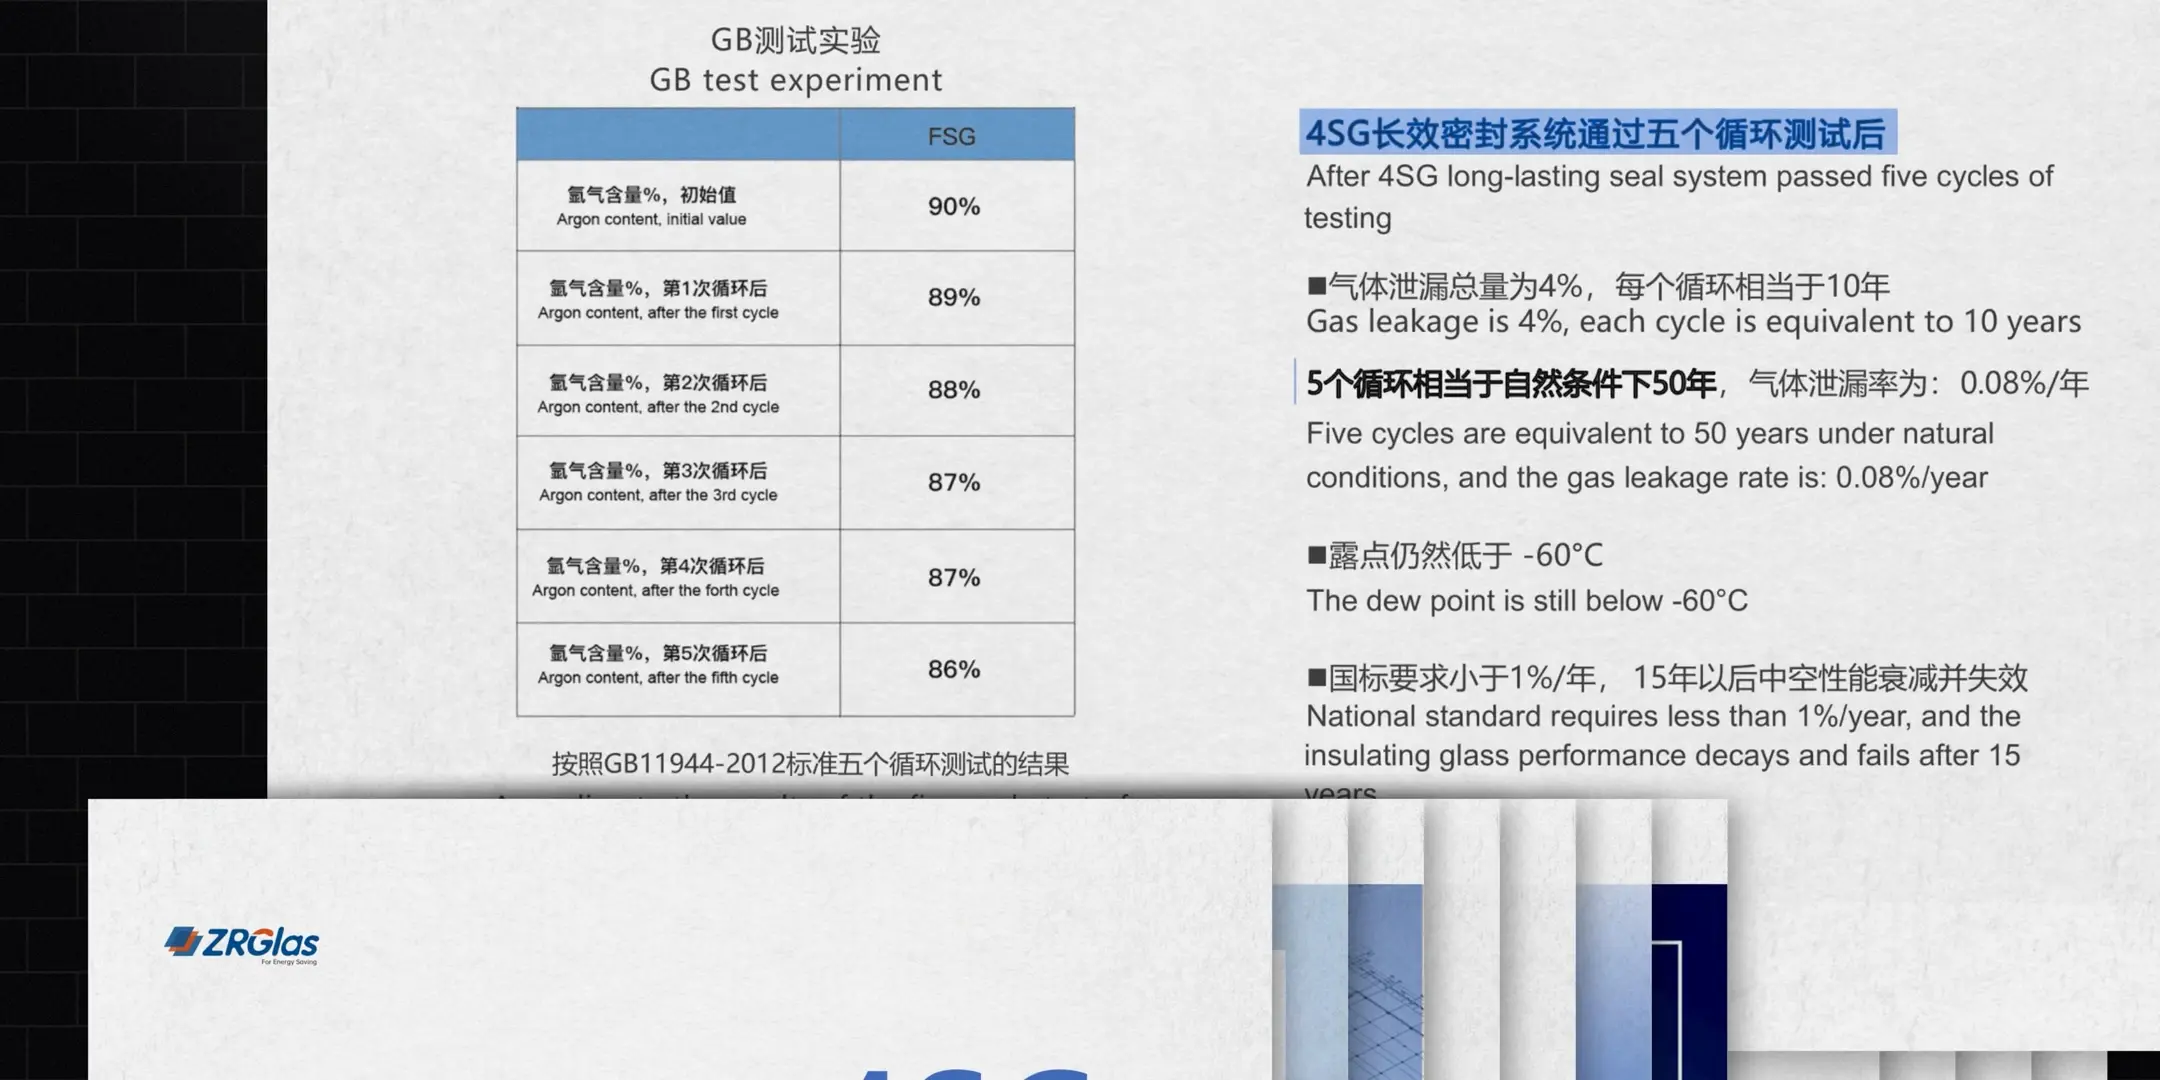 GB测试实验
GB test experiment
FSG
氩气含量%，初始值
Argon content, initial value
90%
氩气含量%，第1次循环后
Argon content, after the first cycle
89%
氩气含量%，第2次循环后
Argon content, after the 2nd cycle
88%
氩气含量%，第3次循环后
Argon content, after the 3rd cycle
87%
氩气含量%，第4次循环后
Argon content, after the forth cycle
87%
氩气含量%，第5次循环后
Argon content, after the fifth cycle
86%
按照GB11944-2012标准五个循环测试的结果
4SG长效密封系统通过五个循环测试后
After 4SG long-lasting seal system passed five cycles of
testing
■气体泄漏总量为4%，每个循环相当于10年
Gas leakage is 4%, each cycle is equivalent to 10 years
5个循环相当于自然条件下50年，气体泄漏率为：0.08%/年
Five cycles are equivalent to 50 years under natural
conditions, and the gas leakage rate is: 0.08%/year
■露点仍然低于 -60°C
The dew point is still below -60°C
■国标要求小于1%/年， 15年以后中空性能衰减并失效
National standard requires less than 1%/year, and the
insulating glass performance decays and fails after 15
years
ZRGlas
For Energy Saving
4SG